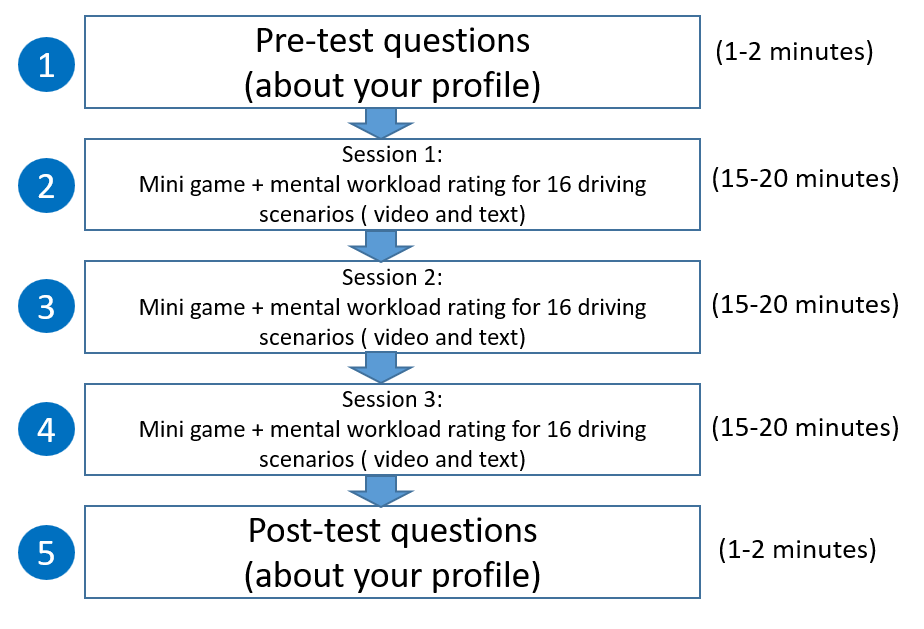 1
Pre-test questions
(about your profile)
(1-2 minutes)
2
Session 1:
Mini game + mental workload rating for 16 driving
scenarios ( video and text)
(15-20 minutes)
3
Session 2:
Mini game + mental workload rating for 16 driving
scenarios ( video and text)
(15-20 minutes)
4
Session 3:
Mini game + mental workload rating for 16 driving
scenarios ( video and text)
(15-20 minutes)
5
Post-test questions
(about your profile)
(1-2 minutes)